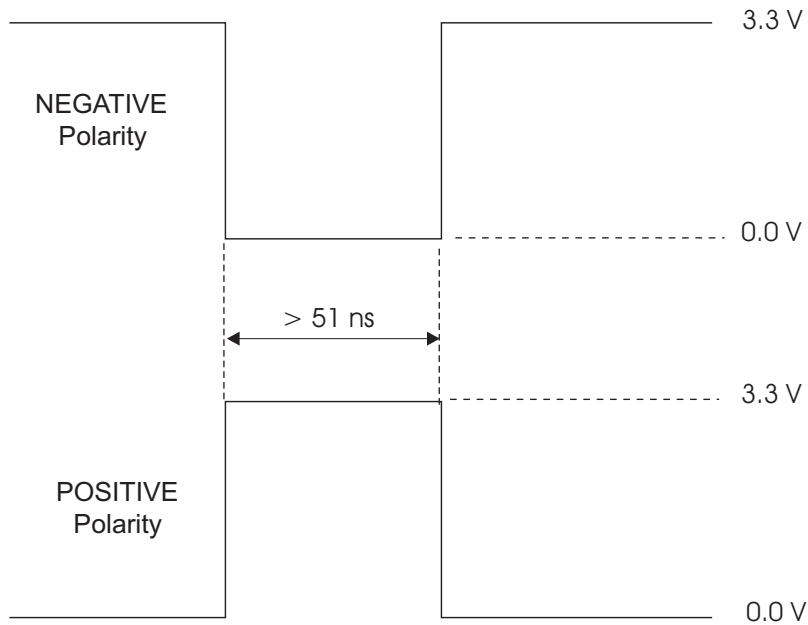 3.3 V
NEGATIVE
Polarity
0.0 V
> 51 ns
3.3 V
POSITIVE
Polarity
0.0 V